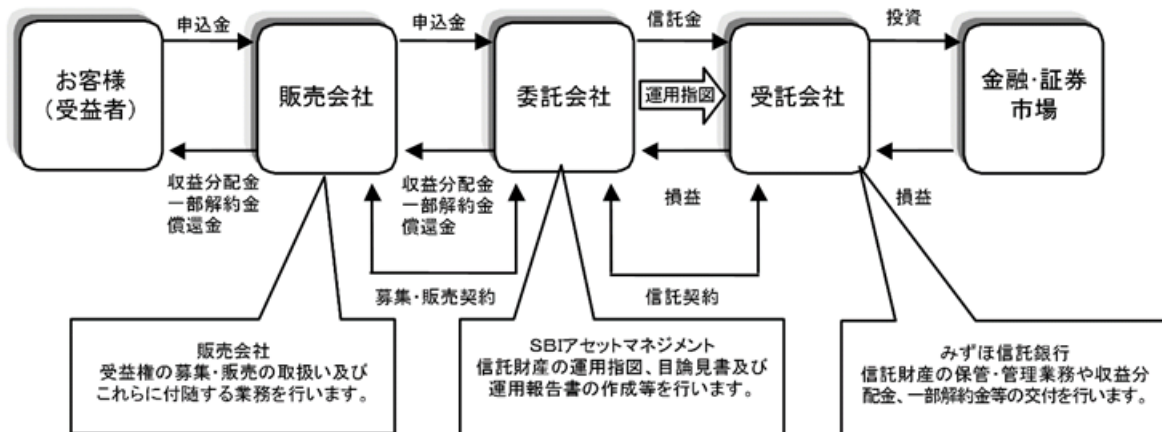 申込金
申込金
信託金
投資
お客様
（受益者）
販売会社
委託会社
運用指図
受託会社
金融・証券
市場
収益分配金
一部解約金
償還金
収益分配金
一部解約金
償還金
損益
損益
募集・販売契約
信託契約
販売会社
受益権の募集・販売の取扱い及び
これらに付随する業務を行います。
SBIアセットマネジメント
信託財産の運用指図、目論見書及び
運用報告書の作成等を行います。
みずほ信託銀行
信託財産の保管・管理業務や収益分
配金、一部解約金等の交付を行います。